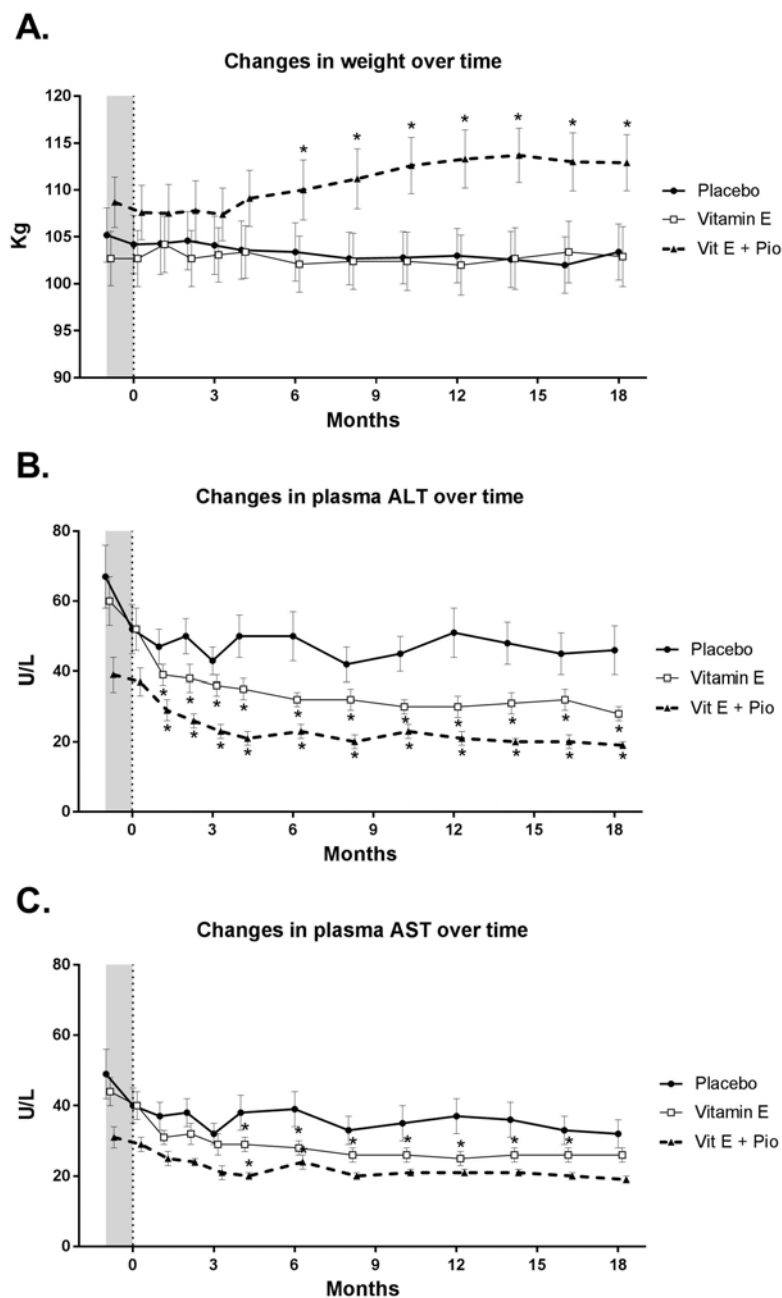 A.
Changes in weight over time
120
115
110
105
100
95
90
Kg
* * * * * * *
0 3 6 9 12 15 18
Months
Placebo
Vitamin E
Vit E + Pio
B.
Changes in plasma ALT over time
80
60
40
20
0
U/L
* * * * * * * * * * *
* * * * * * * * * * *
0 3 6 9 12 15 18
Months
Placebo
Vitamin E
Vit E + Pio
C.
Changes in plasma AST over time
80
60
40
20
0
U/L
* * * * * * *
* *
0 3 6 9 12 15 18
Months
Placebo
Vitamin E
Vit E + Pio